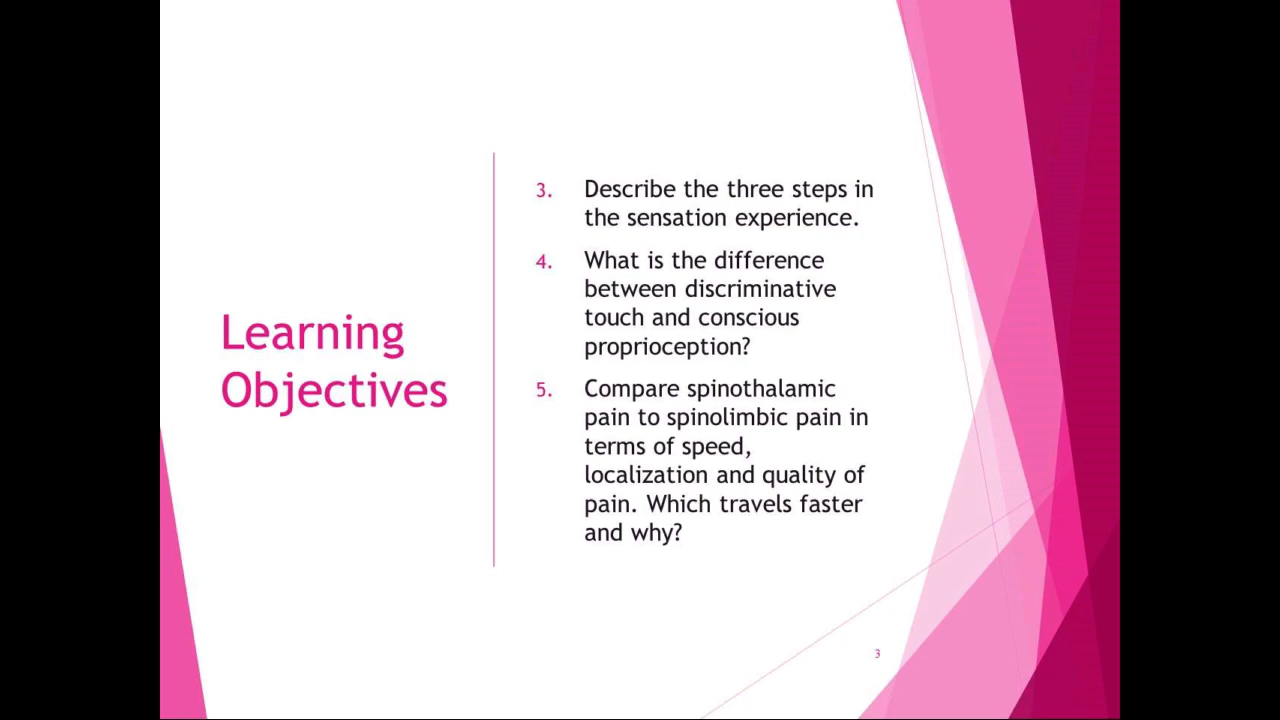 Learning
Objectives
3. Describe the three steps in
the sensation experience.
4. What is the difference
between discriminative
touch and conscious
proprioception?
5. Compare spinothalamic
pain to spinolimbic pain in
terms of speed,
localization and quality of
pain. Which travels faster
and why?
3